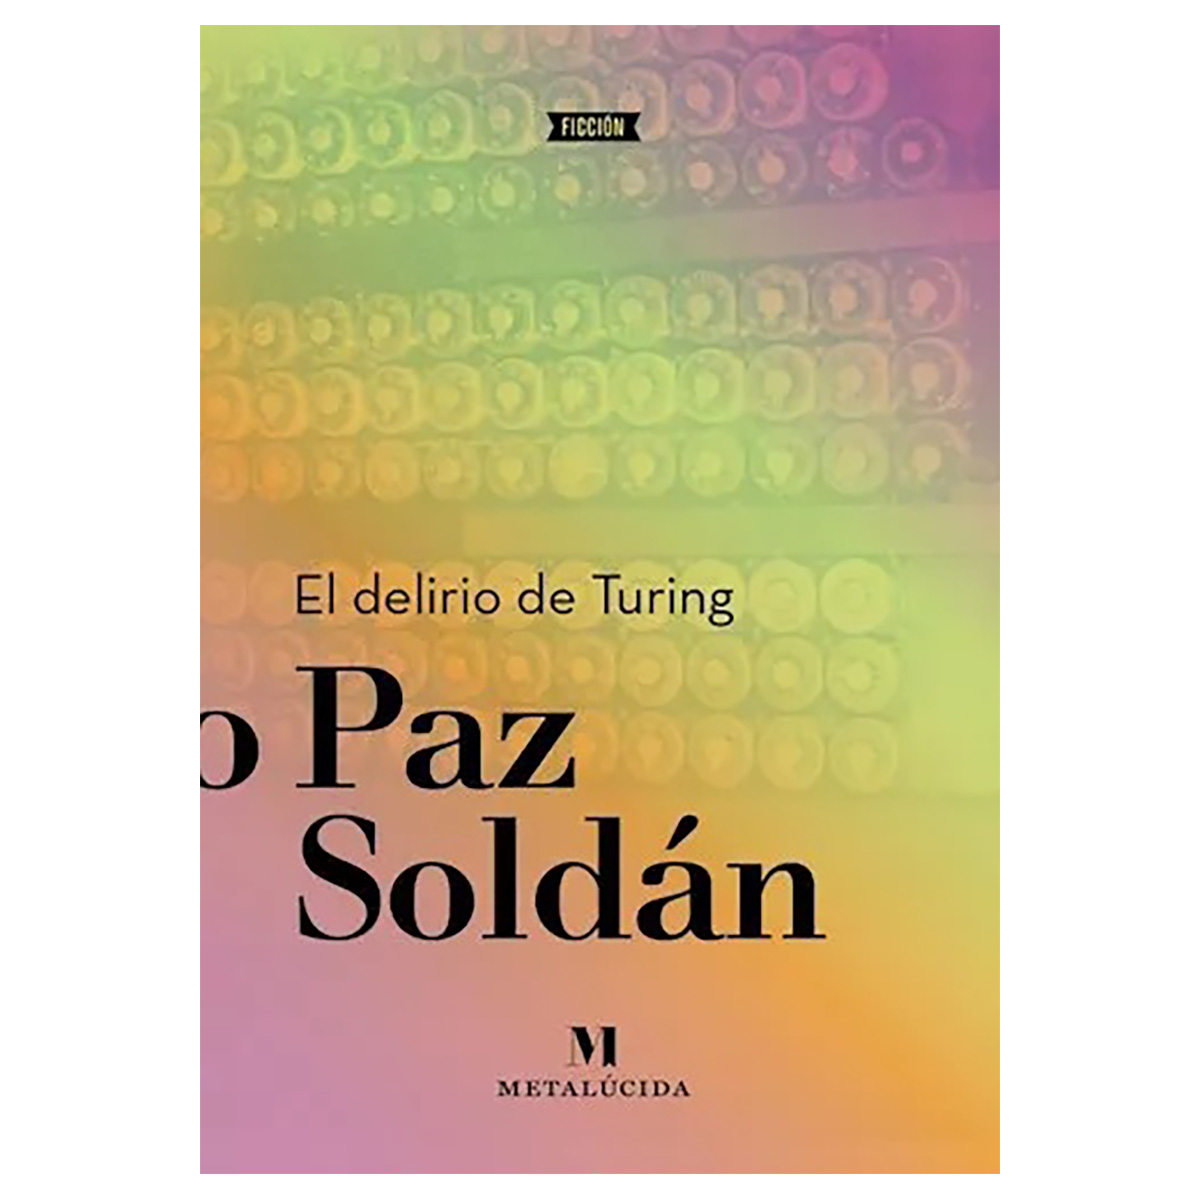 FICCIÓN
El delirio de Turing
o Paz
Soldán
M
METALÚCIDA